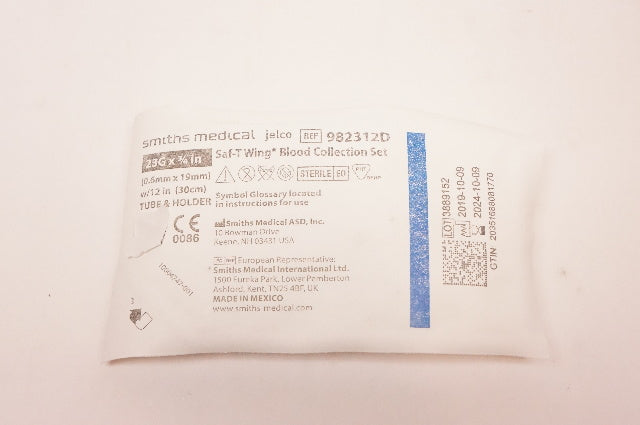 smiths medical jelco REF 982312D
23G x ¾ in Saf-T Wing® Blood Collection Set
(0.6mm x 19mm)
w/12 in (30cm)
TUBE & HOLDER
STERILE EO
Symbol Glossary located
in instructions for use
CE
0086
Smiths Medical ASD, Inc.
10 Bowman Drive
Keene, NH 03431 USA
European Representative:
Smiths Medical International Ltd.
1500 Eureka Park, Lower Pemberton
Ashford, Kent, TN25 4BF, UK
MADE IN MEXICO
www.smiths-medical.com
3
LOT 3889152
2019-10-09
2024-10-09
GTIN